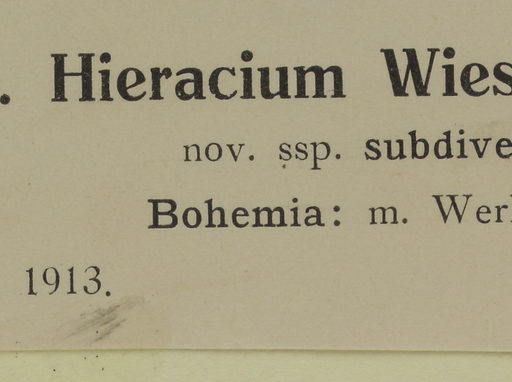 . Hieracium Wies
nov. ssp. subdive
Bohemia: m. Werl
1913.